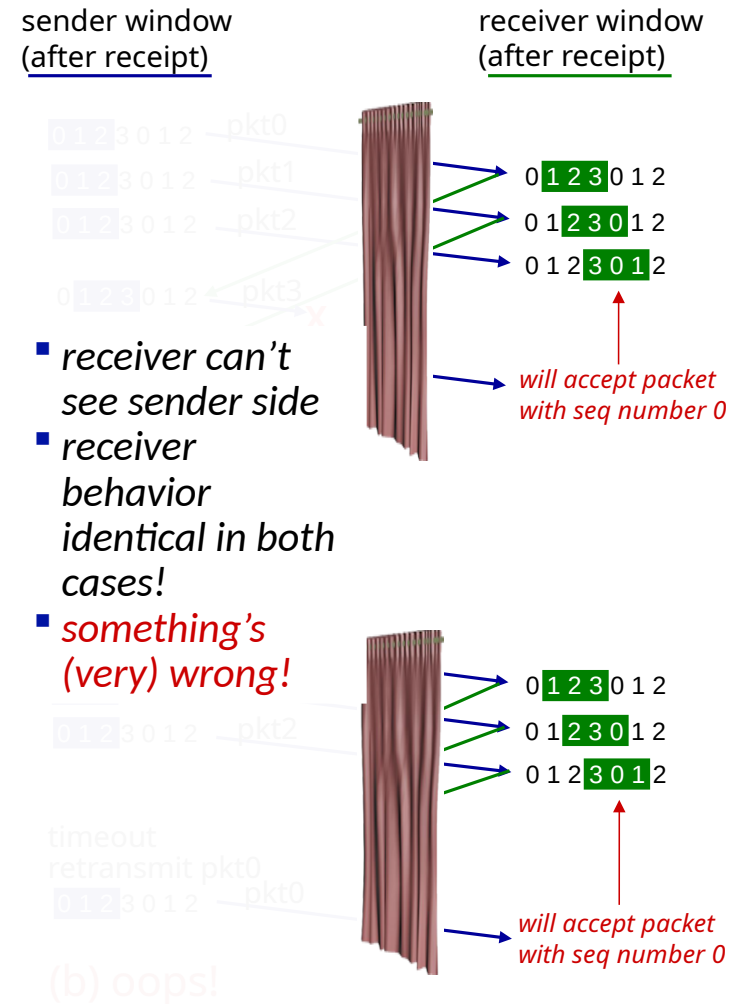 sender window
(after receipt)
receiver window
(after receipt)
0 1 2 3 0 1 2
pkt0
0 1 2 3 0 1 2
pkt1
0 1 2 3 0 1 2
pkt2
0 1 2 3 0 1 2
pkt3
X
0 1 2 3 0 1 2
0 1 2 3 0 1 2
0 1 2 3 0 1 2
will accept packet
with seq number 0
receiver can’t
see sender side
receiver
behavior
identical in both
cases!
something’s
(very) wrong!
0 1 2 3 0 1 2
pkt2
timeout
retransmit pkt0
0 1 2 3 0 1 2
pkt0
(b) oops!
0 1 2 3 0 1 2
0 1 2 3 0 1 2
0 1 2 3 0 1 2
will accept packet
with seq number 0